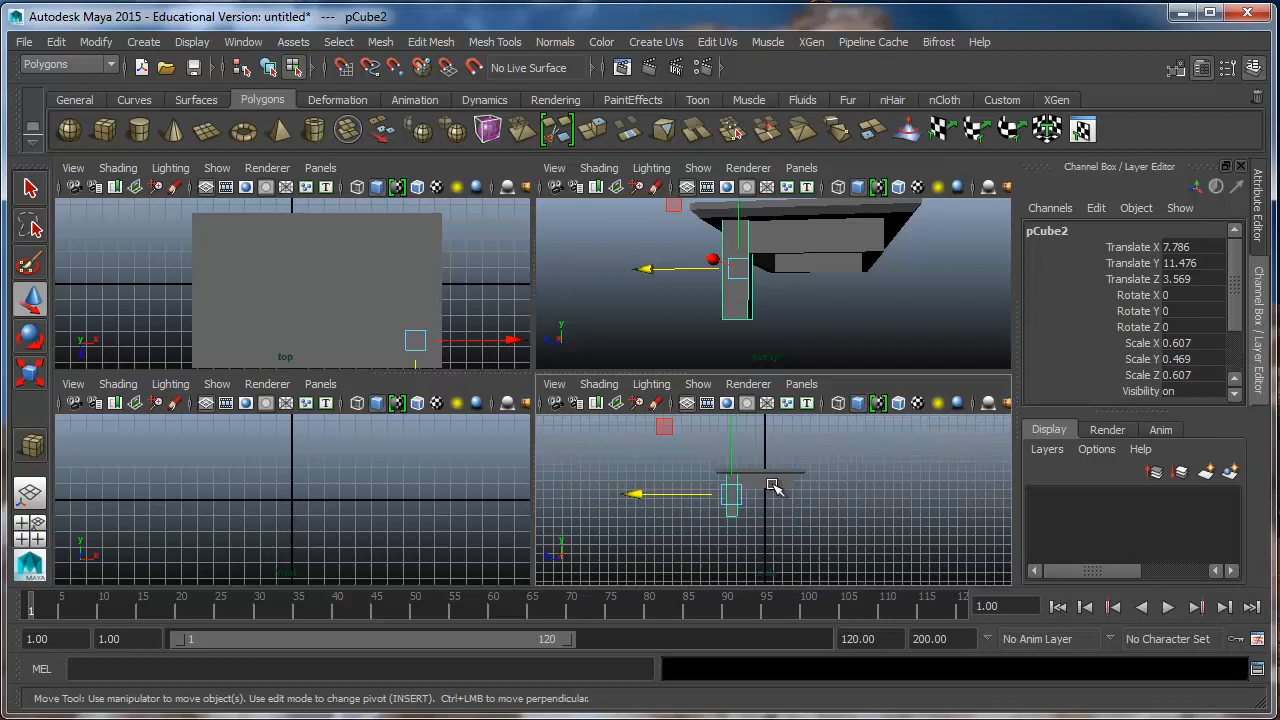 Autodesk Maya 2015 - Educational Version: untitled* --- pCube2
File Edit Modify Create Display Window Assets Select Mesh Edit Mesh Mesh Tools Normals Color Create UVs Edit UVs Muscle XGen Pipeline Cache Bifrost Help
Polygons No Live Surface
General Curves Surfaces Polygons Deformation Animation Dynamics Rendering PaintEffects Toon Muscle Fluids Fur nHair nCloth Custom XGen
View Shading Lighting Show Renderer Panels
View Shading Lighting Show Renderer Panels
top
persp
View Shading Lighting Show Renderer Panels
View Shading Lighting Show Renderer Panels
Channel Box / Layer Editor
Channels Edit Object Show
pCube2
Translate X 7.786
Translate Y 11.476
Translate Z 3.569
Rotate X 0
Rotate Y 0
Rotate Z 0
Scale X 0.607
Scale Y 0.469
Scale Z 0.607
Visibility on
Display Render Anim
Layers Options Help
Attribute Editor
Channel Box / Layer Editor
1 5 10 15 20 25 30 35 40 45 50 55 60 65 70 75 80 85 90 95 100 105 110 115 12 1.00
1.00 1.00 1 120 120.00 200.00 No Anim Layer No Character Set
MEL
Move Tool: Use manipulator to move object(s). Use edit mode to change pivot (INSERT). Ctrl+LMB to move perpendicular.